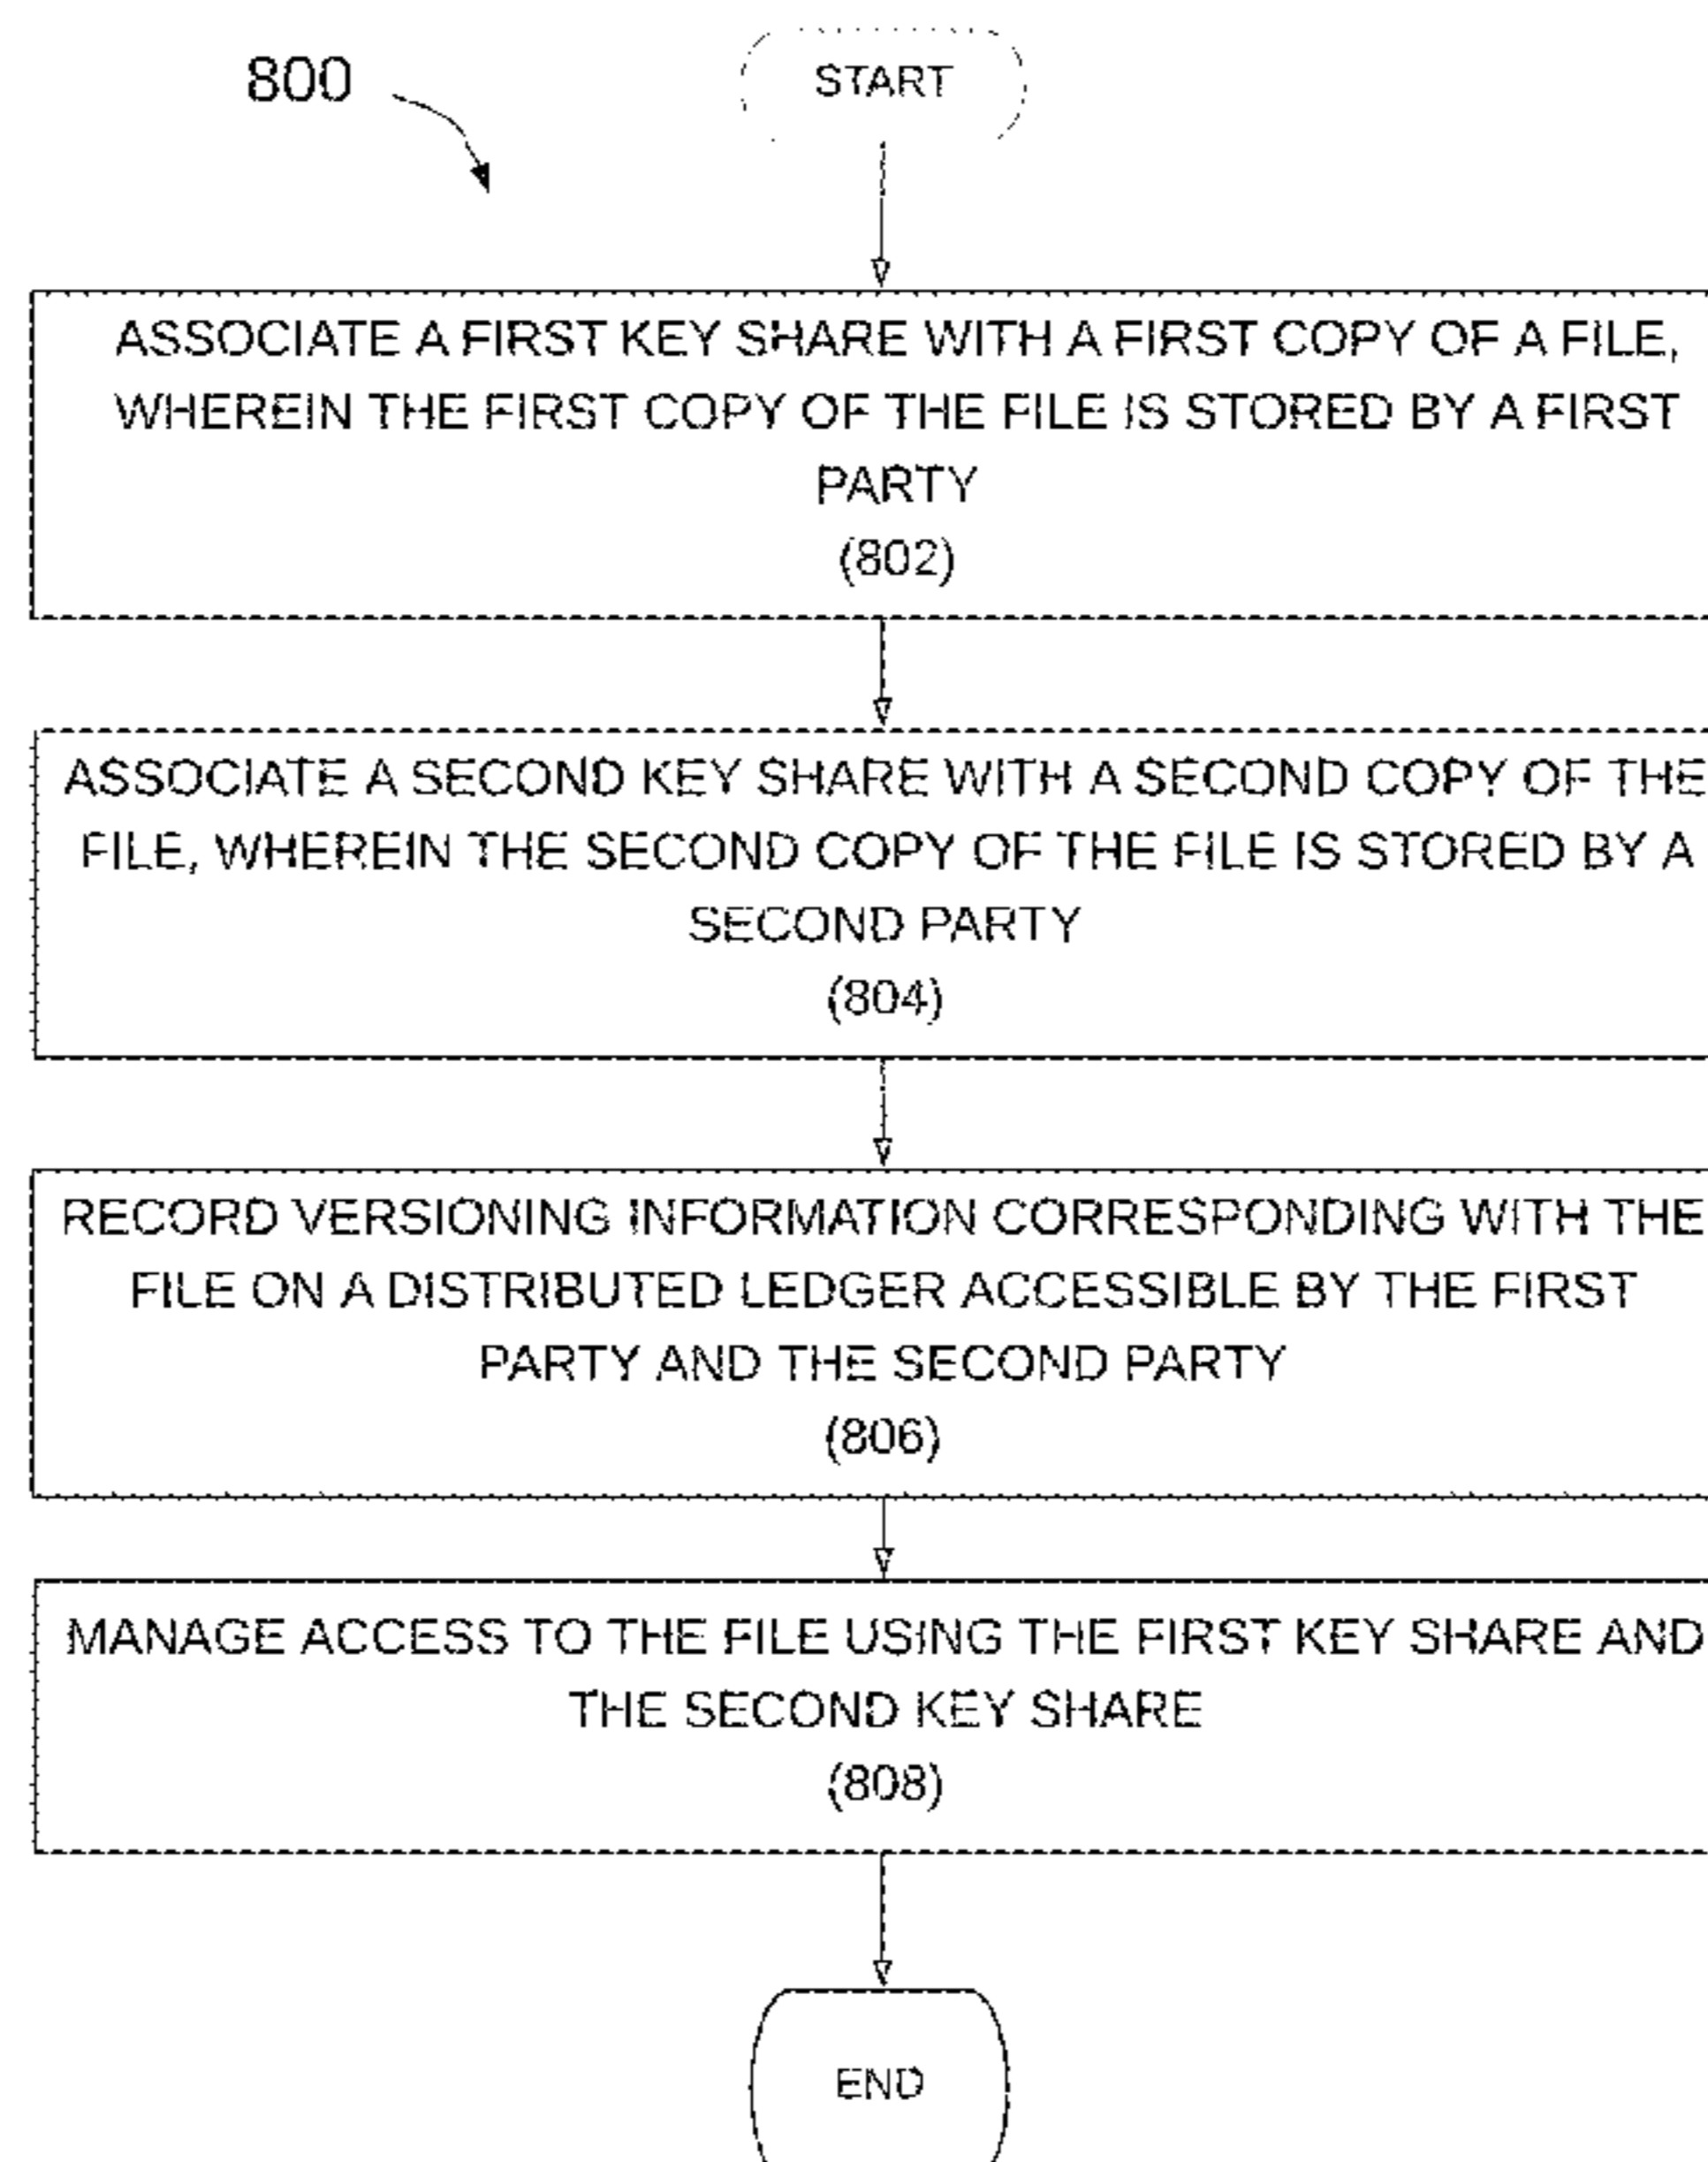 800
START
ASSOCIATE A FIRST KEY SHARE WITH A FIRST COPY OF A FILE,
WHEREIN THE FIRST COPY OF THE FILE IS STORED BY A FIRST
PARTY
(802)
ASSOCIATE A SECOND KEY SHARE WITH A SECOND COPY OF THE
FILE, WHEREIN THE SECOND COPY OF THE FILE IS STORED BY A
SECOND PARTY
(804)
RECORD VERSIONING INFORMATION CORRESPONDING WITH THE
FILE ON A DISTRIBUTED LEDGER ACCESSIBLE BY THE FIRST
PARTY AND THE SECOND PARTY
(806)
MANAGE ACCESS TO THE FILE USING THE FIRST KEY SHARE AND
THE SECOND KEY SHARE
(808)
END